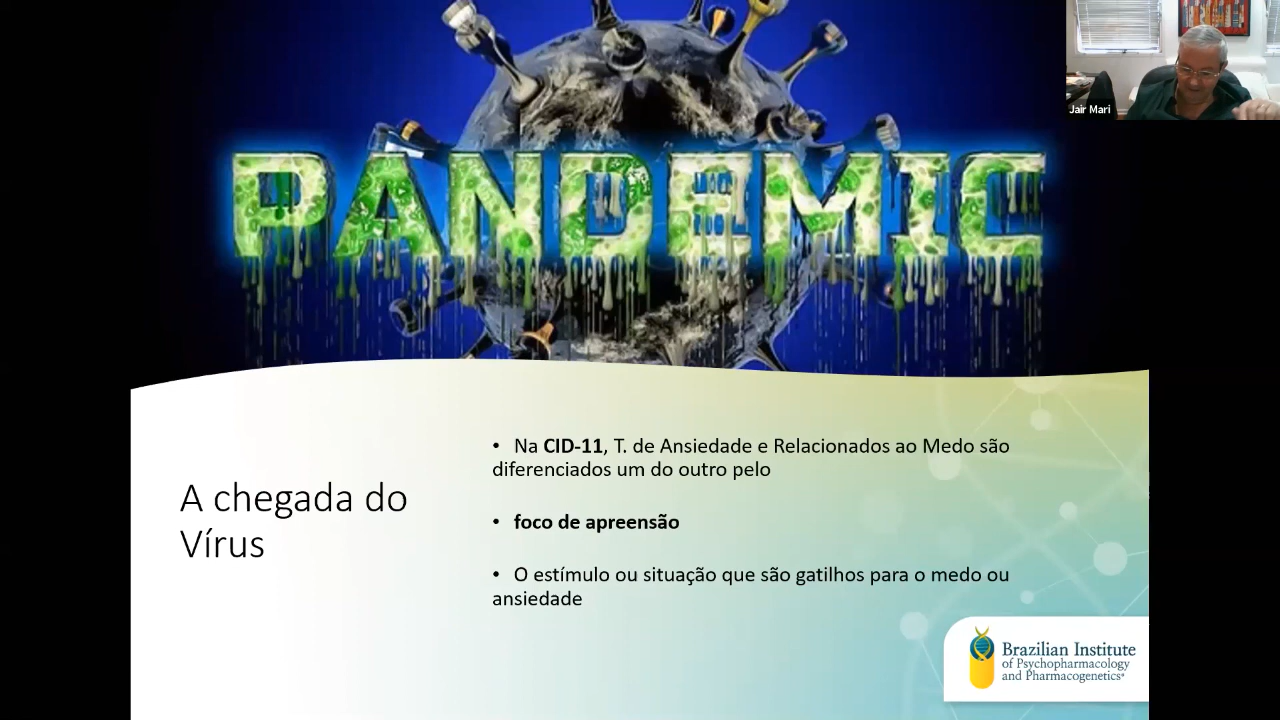 PANDEMIC
Jair Mari
A chegada do
Vírus
• Na CID-11, T. de Ansiedade e Relacionados ao Medo são
diferenciados um do outro pelo
• foco de apreensão
• O estímulo ou situação que são gatilhos para o medo ou
ansiedade
Brazilian Institute
of Psychopharmacology
and Pharmacogenetics®